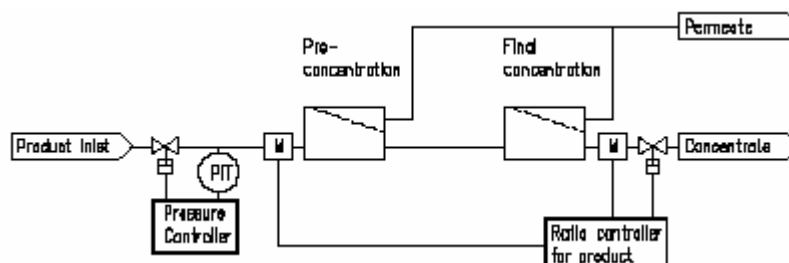 Permeate
Pre-
concentration
Final
concentration
Product Inlet
M
M
Concentrate
PIT
Pressure
Controller
Ratio controller
for product